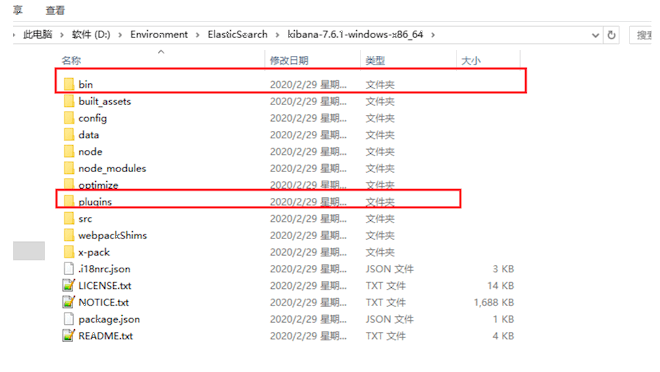 享 查看
此电脑 › 软件 (D:) › Environment › ElasticSearch › kibana-7.6.1-windows-x86_64 ›
名称 修改日期 类型 大小
bin 2020/2/29 星期... 文件夹
built_assets 2020/2/29 星期... 文件夹
config 2020/2/29 星期... 文件夹
data 2020/2/29 星期... 文件夹
node 2020/2/29 星期... 文件夹
node_modules 2020/2/29 星期... 文件夹
optimize 2020/2/29 星期... 文件夹
plugins 2020/2/29 星期... 文件夹
src 2020/2/29 星期... 文件夹
webpackShims 2020/2/29 星期... 文件夹
x-pack 2020/2/29 星期... 文件夹
.i18nrc.json 2020/2/29 星期... JSON 文件 3 KB
LICENSE.txt 2020/2/29 星期... TXT 文件 14 KB
NOTICE.txt 2020/2/29 星期... TXT 文件 1,688 KB
package.json 2020/2/29 星期... JSON 文件 1 KB
README.txt 2020/2/29 星期... TXT 文件 4 KB